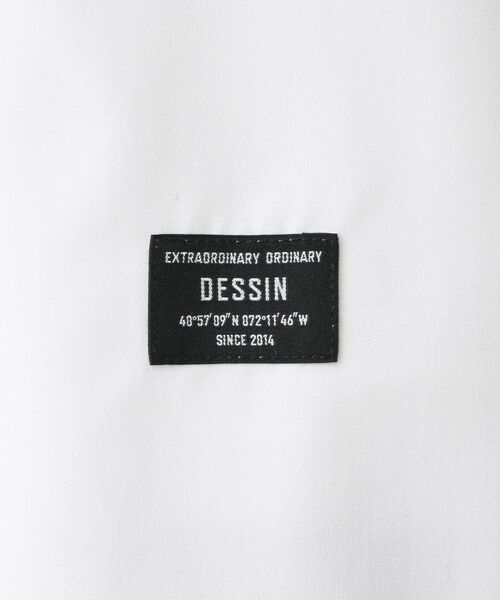 EXTRAORDINARY ORDINARY
DESSIN
40°57'09"N 072°11'46"W
SINCE 2014